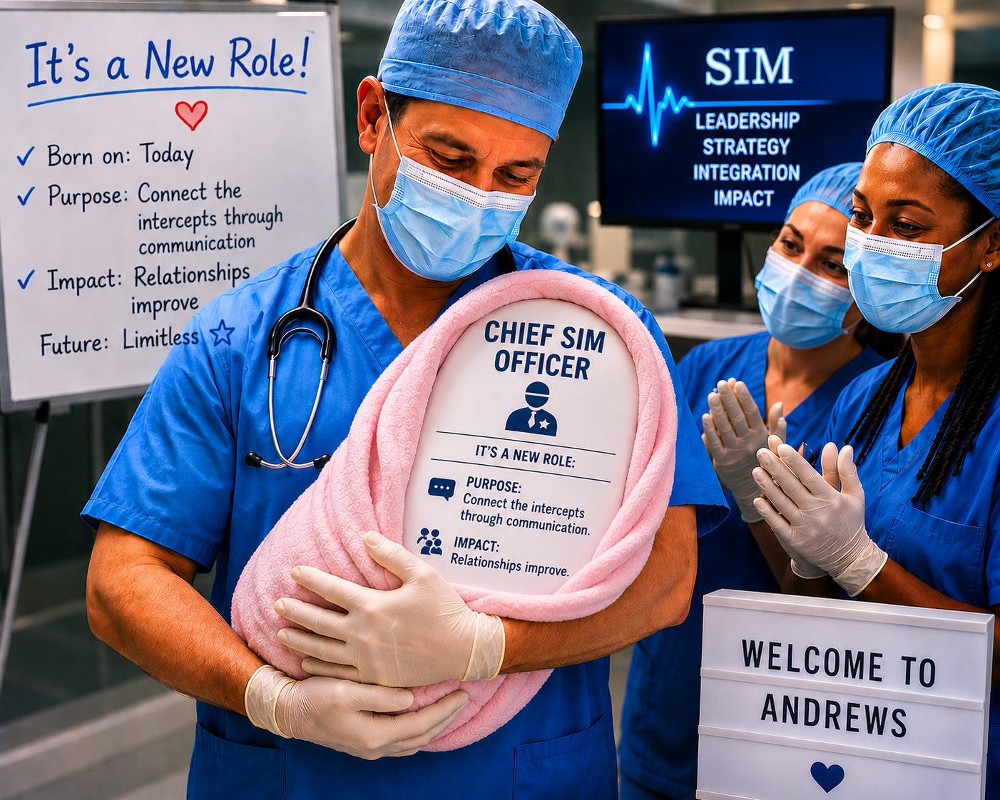 It's a New Role!
✓ Born on: Today
✓ Purpose: Connect the
intercepts through
communication
✓ Impact: Relationships
improve
Future: Limitless ☆
SIM
LEADERSHIP
STRATEGY
INTEGRATION
IMPACT
CHIEF SIM
OFFICER
IT'S A NEW ROLE:
PURPOSE:
Connect the intercepts
through communication.
IMPACT:
Relationships improve.
WELCOME TO
ANDREWS